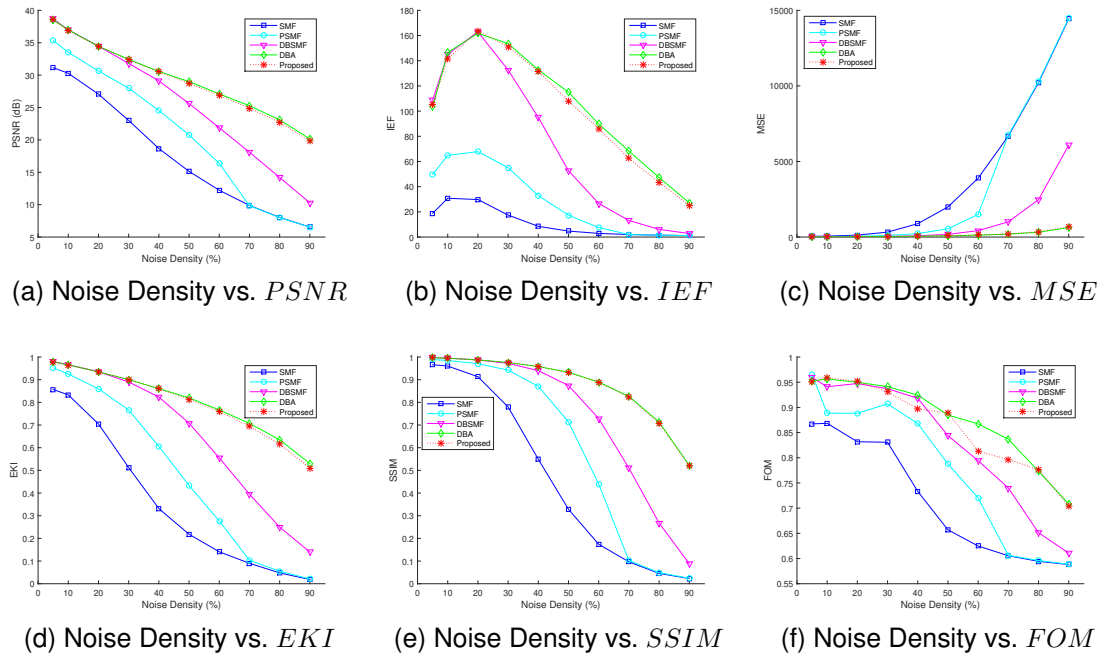 40
35
30
25
20
15
10
5
PSNR (dB)
0 10 20 30 40 50 60 70 80 90
Noise Density (%)
SMF
PSMF
DBSMF
DBA
Proposed
(a) Noise Density vs. PSNR
180
160
140
120
100
80
60
40
20
0
IEF
0 10 20 30 40 50 60 70 80 90
Noise Density (%)
SMF
PSMF
DBSMF
DBA
Proposed
(b) Noise Density vs. IEF
15000
10000
5000
0
MSE
0 10 20 30 40 50 60 70 80 90
Noise Density (%)
SMF
PSMF
DBSMF
DBA
Proposed
(c) Noise Density vs. MSE
1
0.9
0.8
0.7
0.6
0.5
0.4
0.3
0.2
0.1
0
EKI
0 10 20 30 40 50 60 70 80 90
Noise Density (%)
SMF
PSMF
DBSMF
DBA
Proposed
(d) Noise Density vs. EKI
1
0.9
0.8
0.7
0.6
0.5
0.4
0.3
0.2
0.1
0
SSIM
0 10 20 30 40 50 60 70 80 90
Noise Density (%)
SMF
PSMF
DBSMF
DBA
Proposed
(e) Noise Density vs. SSIM
1
0.95
0.9
0.85
0.8
0.75
0.7
0.65
0.6
0.55
FOM
0 10 20 30 40 50 60 70 80 90
Noise Density (%)
SMF
PSMF
DBSMF
DBA
Proposed
(f) Noise Density vs. FOM